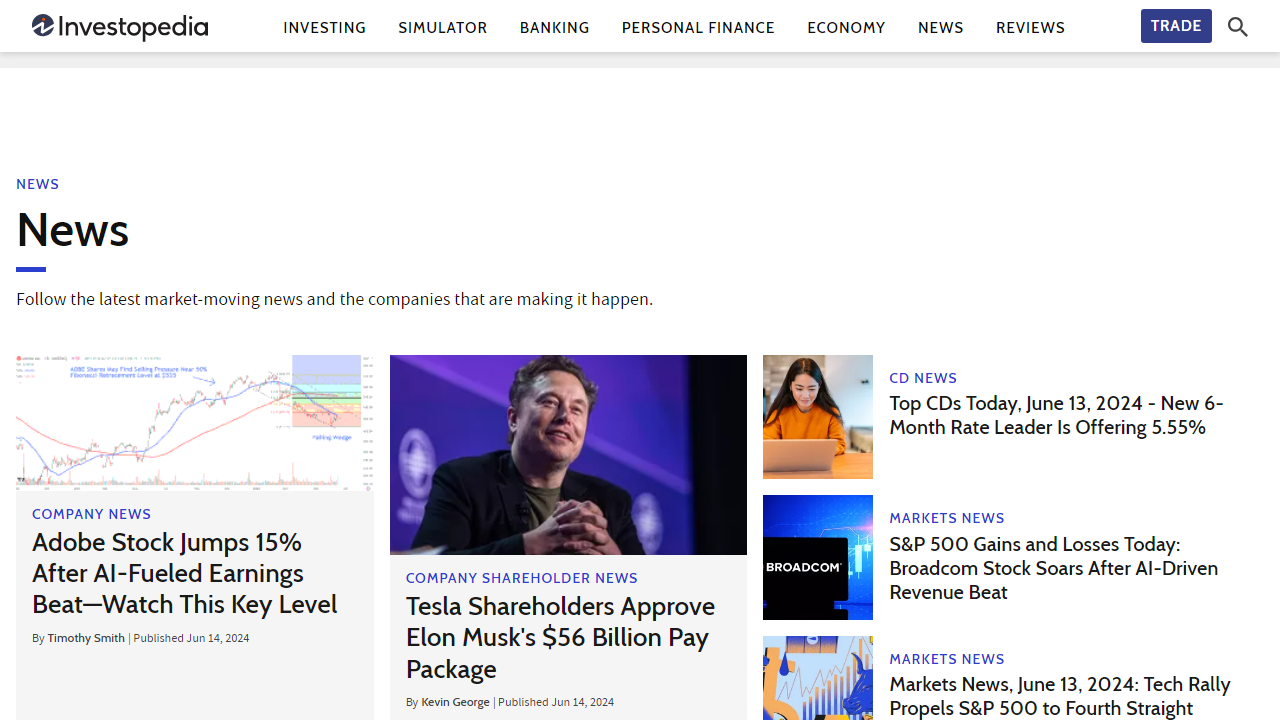 Investopedia
INVESTING
SIMULATOR
BANKING
PERSONAL FINANCE
ECONOMY
NEWS
REVIEWS
TRADE
NEWS
News
Follow the latest market-moving news and the companies that are making it happen.
ADOBE Shares May Find Selling Pressure Near 50%
Fibonacci Retracement Level at $510
Falling Wedge
COMPANY NEWS
Adobe Stock Jumps 15%
After AI-Fueled Earnings
Beat—Watch This Key Level
By Timothy Smith | Published Jun 14, 2024
COMPANY SHAREHOLDER NEWS
Tesla Shareholders Approve
Elon Musk's $56 Billion Pay
Package
By Kevin George | Published Jun 14, 2024
CD NEWS
Top CDs Today, June 13, 2024 - New 6-
Month Rate Leader Is Offering 5.55%
BROADCOM
MARKETS NEWS
S&P 500 Gains and Losses Today:
Broadcom Stock Soars After AI-Driven
Revenue Beat
MARKETS NEWS
Markets News, June 13, 2024: Tech Rally
Propels S&P 500 to Fourth Straight